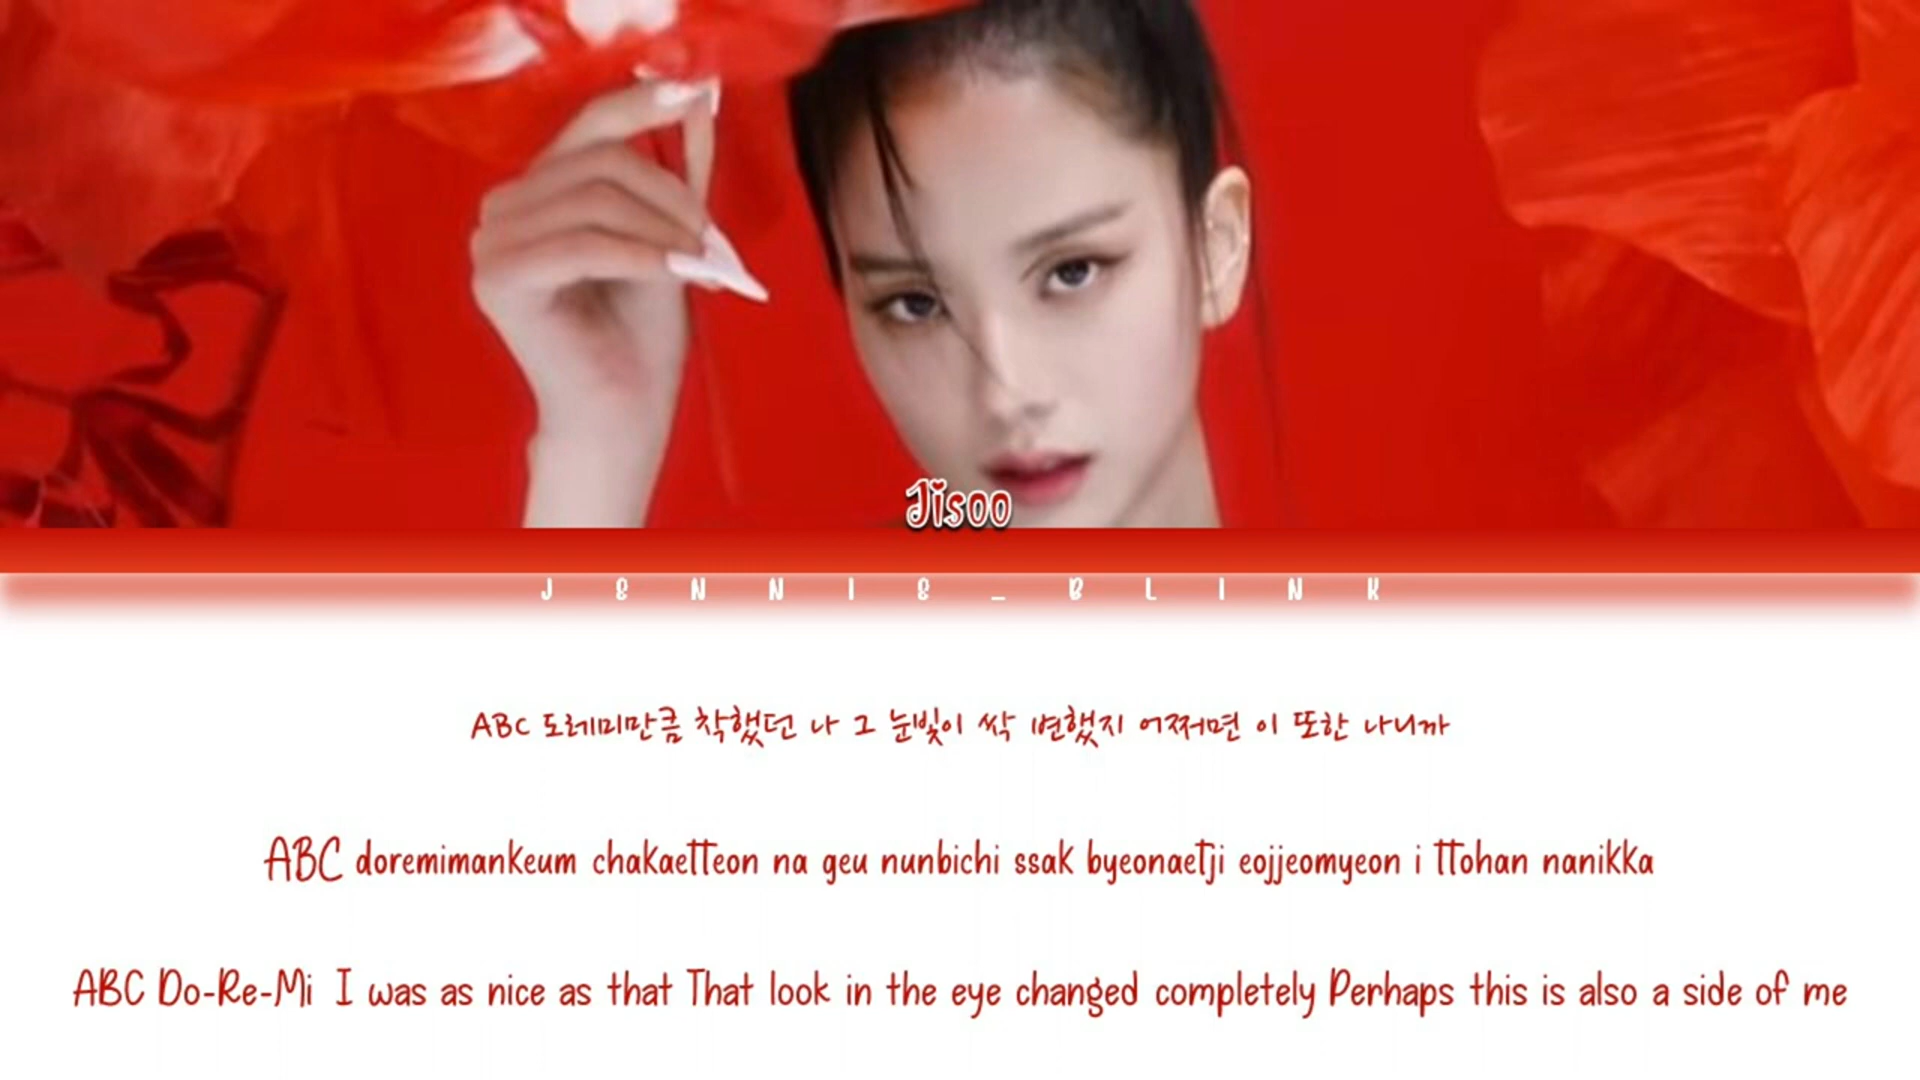 Jisoo
JENNIE_BLINK
ABC 도레미만큼 착했던 나 그 눈빛이 싹 변했지 어쩌면 이 또한 나니까
ABC doremimankeum chakaetteon na geu nunbichi ssak byeonaetji eojjeomyeon i ttohan nanikka
ABC Do-Re-Mi I was as nice as that That look in the eye changed completely Perhaps this is also a side of me